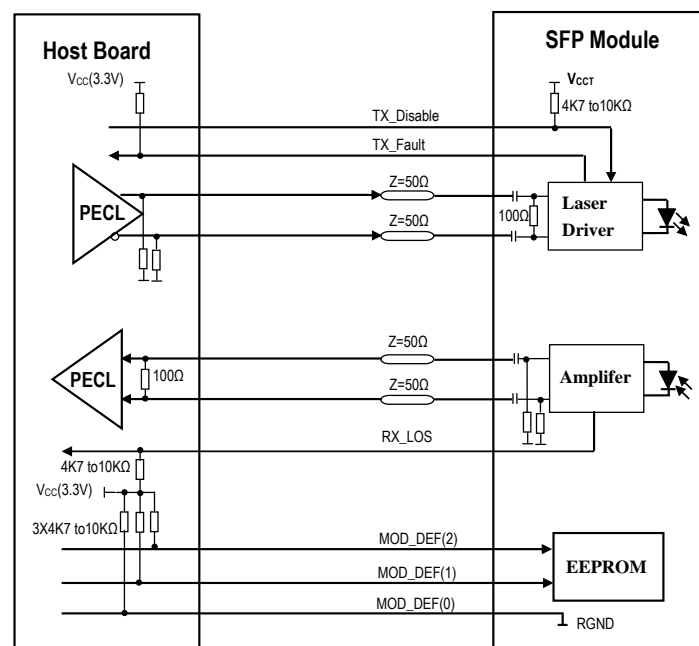 Host Board
SFP Module
VCC(3.3V)
VCCT
4K7 to10KΩ
TX_Disable
TX_Fault
Z=50Ω
PECL
100Ω
Laser
Driver
Z=50Ω
Z=50Ω
PECL
100Ω
Amplifer
Z=50Ω
RX_LOS
4K7 to10KΩ
VCC(3.3V)
3X4K7 to10KΩ
MOD_DEF(2)
EEPROM
MOD_DEF(1)
MOD_DEF(0)
RGND